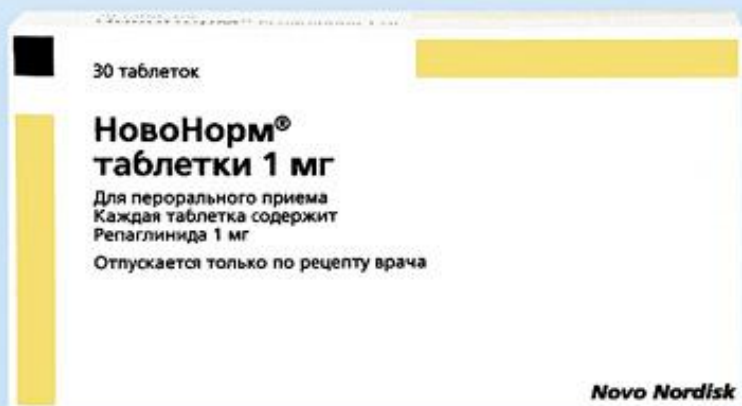 30 таблеток
НовоНорм®
таблетки 1 мг
Для перорального приема
Каждая таблетка содержит
Репаглинида 1 мг
Отпускается только по рецепту врача
Novo Nordisk